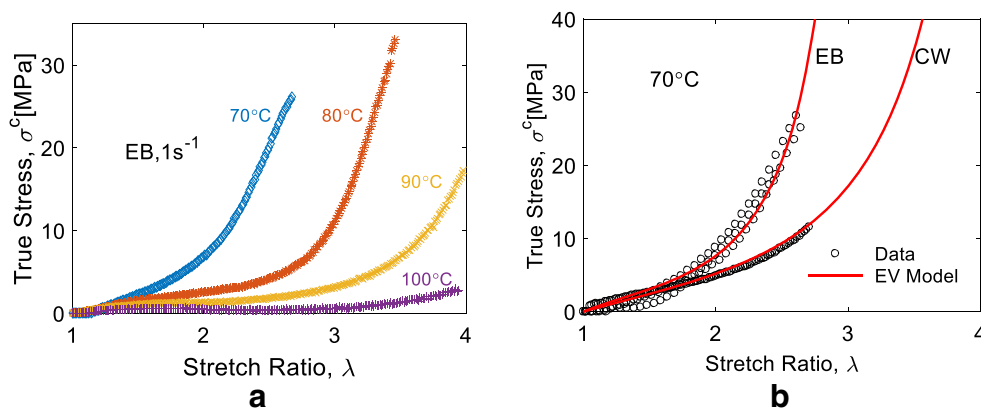 True Stress, σᶜ[MPa]
30
20
10
0
1
2
3
4
Stretch Ratio, λ
EB,1s⁻¹
70°C
80°C
90°C
100°C
a
True Stress, σᶜ[MPa]
40
30
20
10
0
1
2
3
4
Stretch Ratio, λ
70°C
EB
CW
Data
EV Model
b